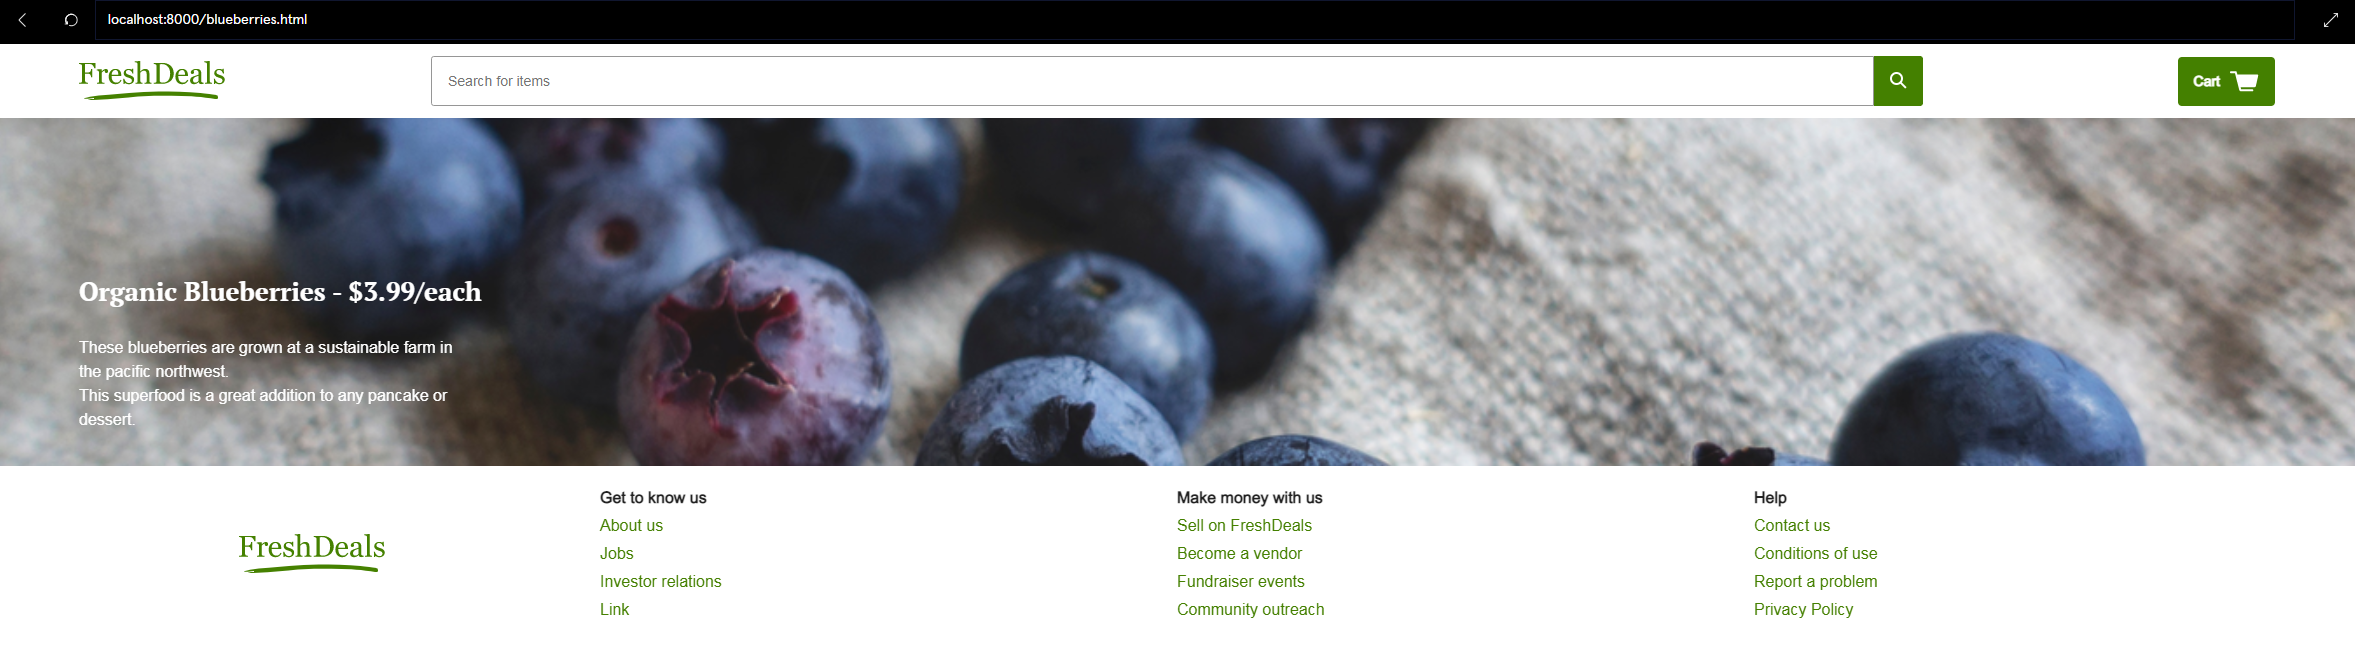 localhost:8000/blueberries.html
FreshDeals
Search for items
Cart
Organic Blueberries - $3.99/each
These blueberries are grown at a sustainable farm in
the pacific northwest.
This superfood is a great addition to any pancake or
dessert.
FreshDeals
Get to know us
About us
Jobs
Investor relations
Link
Make money with us
Sell on FreshDeals
Become a vendor
Fundraiser events
Community outreach
Help
Contact us
Conditions of use
Report a problem
Privacy Policy